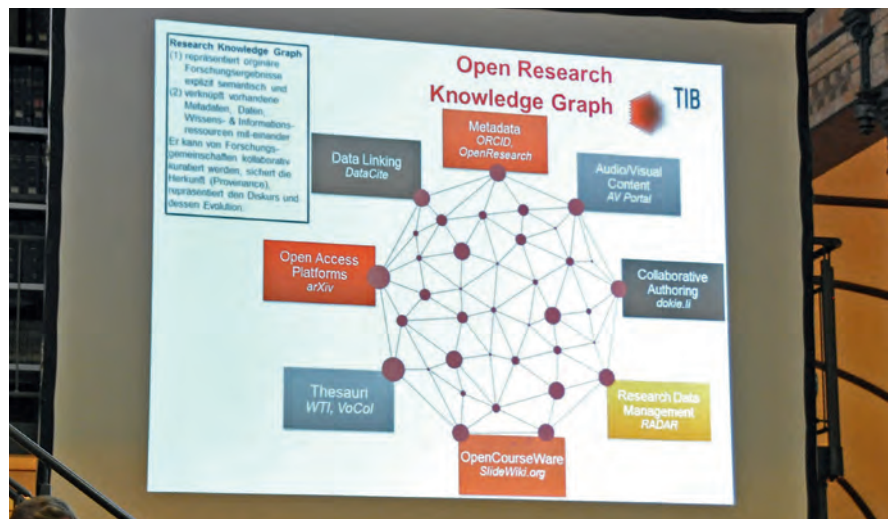 Research Knowledge Graph
(1) repräsentiert orginäre
Forschungsergebnisse
explizit semantisch und
(2) verknüpft vorhandene
Metadaten, Daten,
Wissens- & Informations-
ressourcen mit-einander
Er kann von Forschungs-
gemeinschaften kollaborativ
kuratiert werden, sichert die
Herkunft (Provenance),
repräsentiert den Diskurs und
dessen Evolution.
Open Research
Knowledge Graph
TIB
Metadata
ORCID,
OpenResearch
Data Linking
DataCite
Audio/Visual
Content
AV Portal
Open Access
Platforms
arXiv
Collaborative
Authoring
dokie.li
Thesauri
WTI, VoCol
Research Data
Management
RADAR
OpenCourseWare
SlideWiki.org